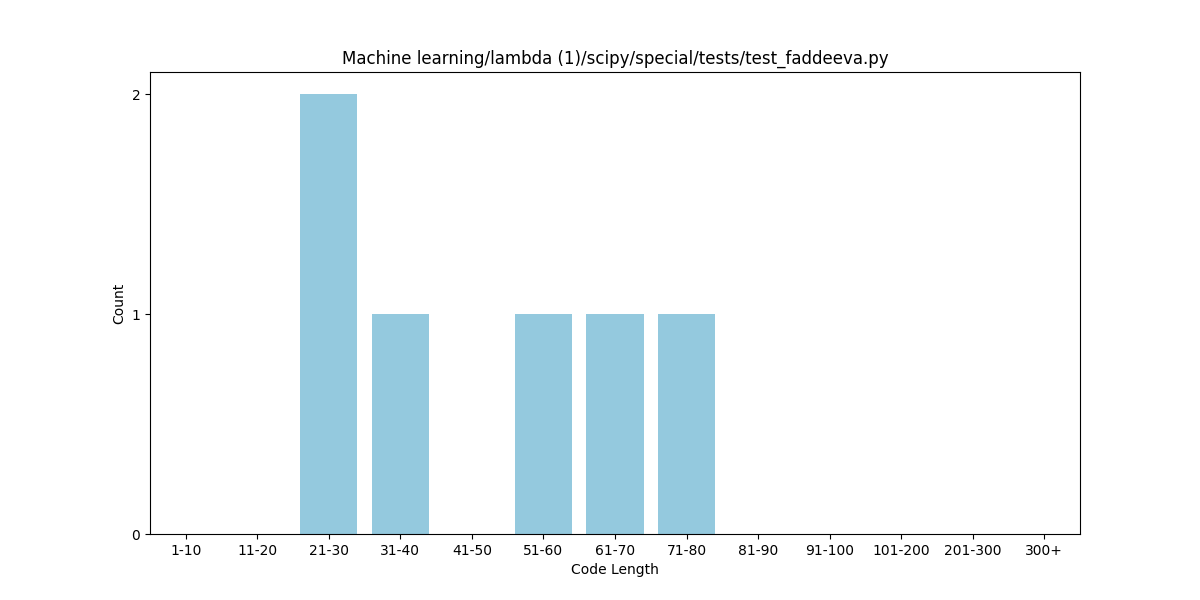 Machine learning/lambda (1)/scipy/special/tests/test_faddeeva.py
2
1
0
Count
1-10 11-20 21-30 31-40 41-50 51-60 61-70 71-80 81-90 91-100 101-200 201-300 300+
Code Length